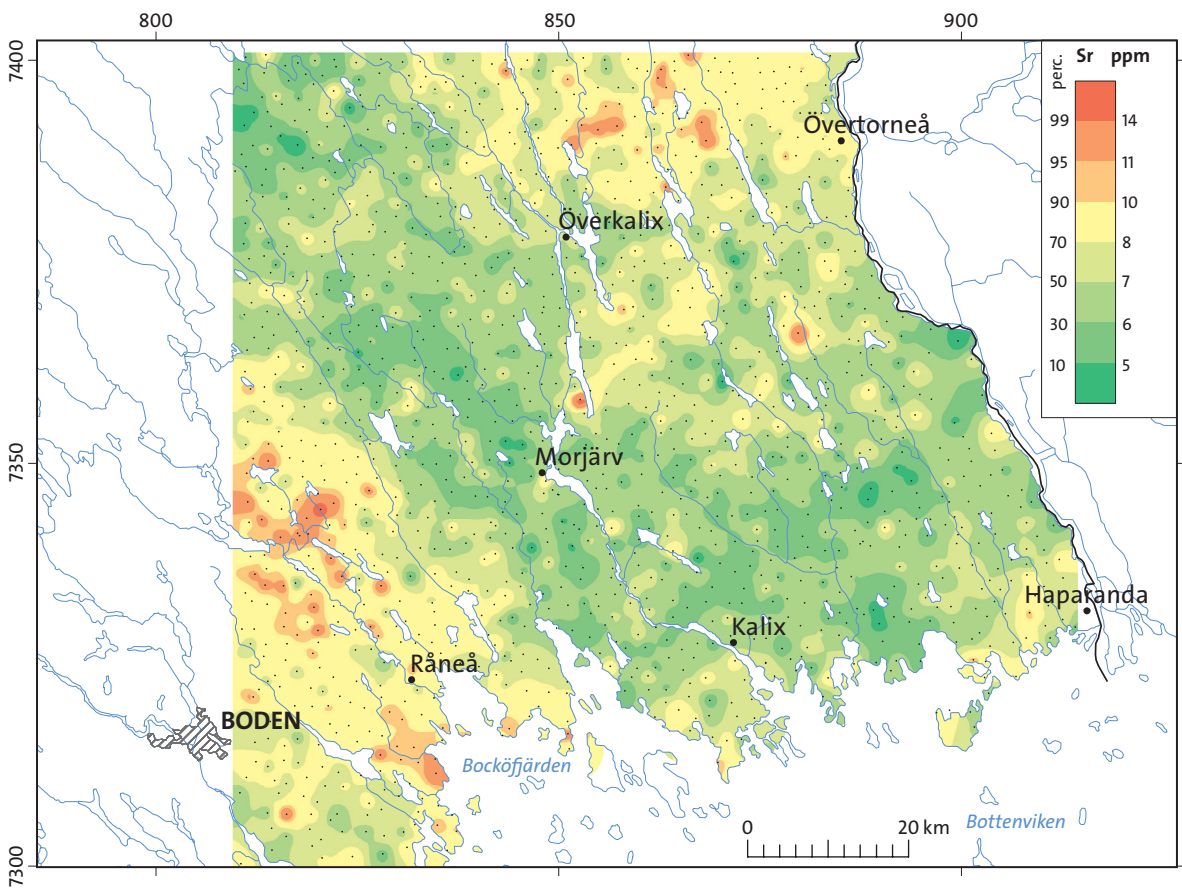 800 850 900
7400
perc. Sr ppm
99 14
95 11
90 10
70 8
50 7
30 6
10 5
Övertorneå
Överkalix
7350
Morjärv
Haparanda
Kalix
Råneå
BODEN
Bocköfjärden
0 20 km
Bottenviken
7300